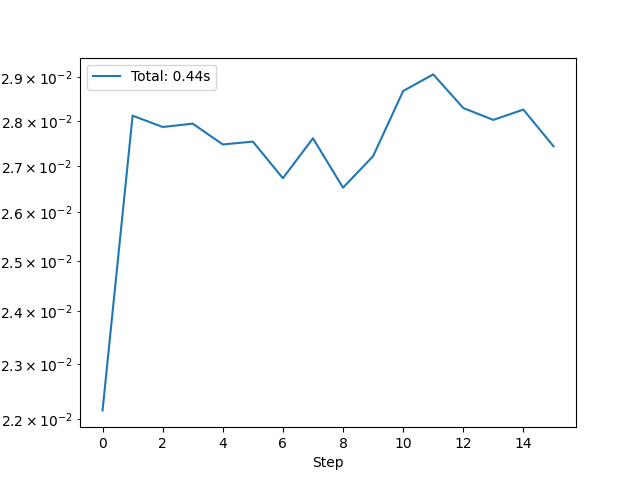 Total: 0.44s
2.9 × 10⁻²
2.8 × 10⁻²
2.7 × 10⁻²
2.6 × 10⁻²
2.5 × 10⁻²
2.4 × 10⁻²
2.3 × 10⁻²
2.2 × 10⁻²
0 2 4 6 8 10 12 14
Step